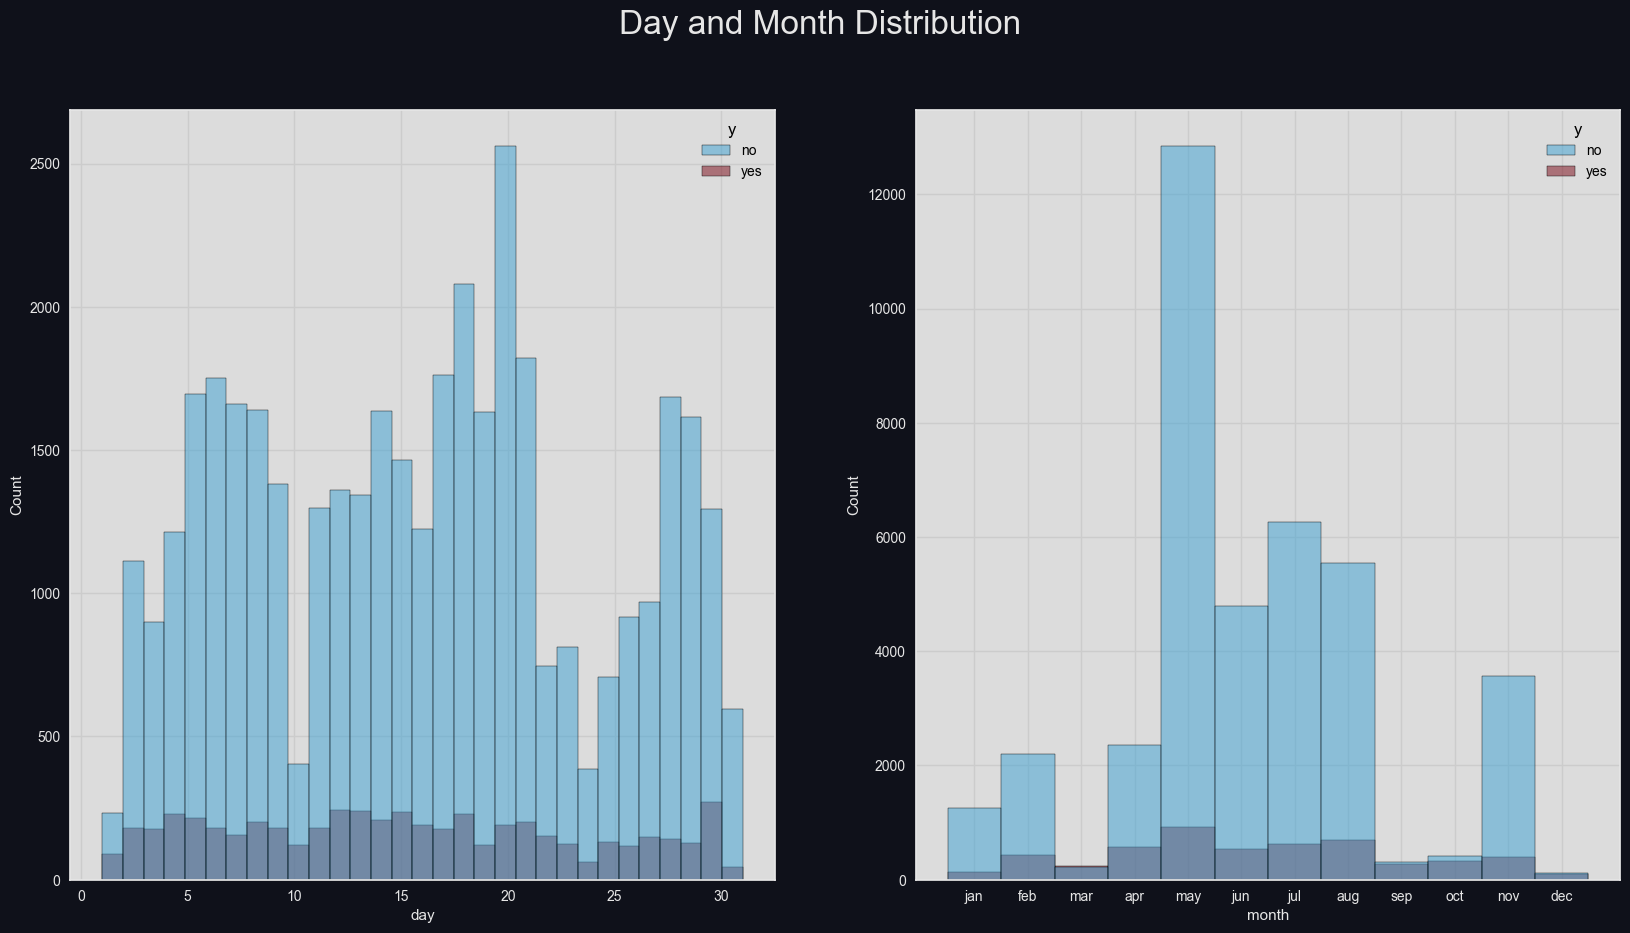 Day and Month Distribution
y
no
yes
2500
2000
1500
1000
500
0
Count
0 5 10 15 20 25 30
day
y
no
yes
12000
10000
8000
6000
4000
2000
0
Count
jan feb mar apr may jun jul aug sep oct nov dec
month